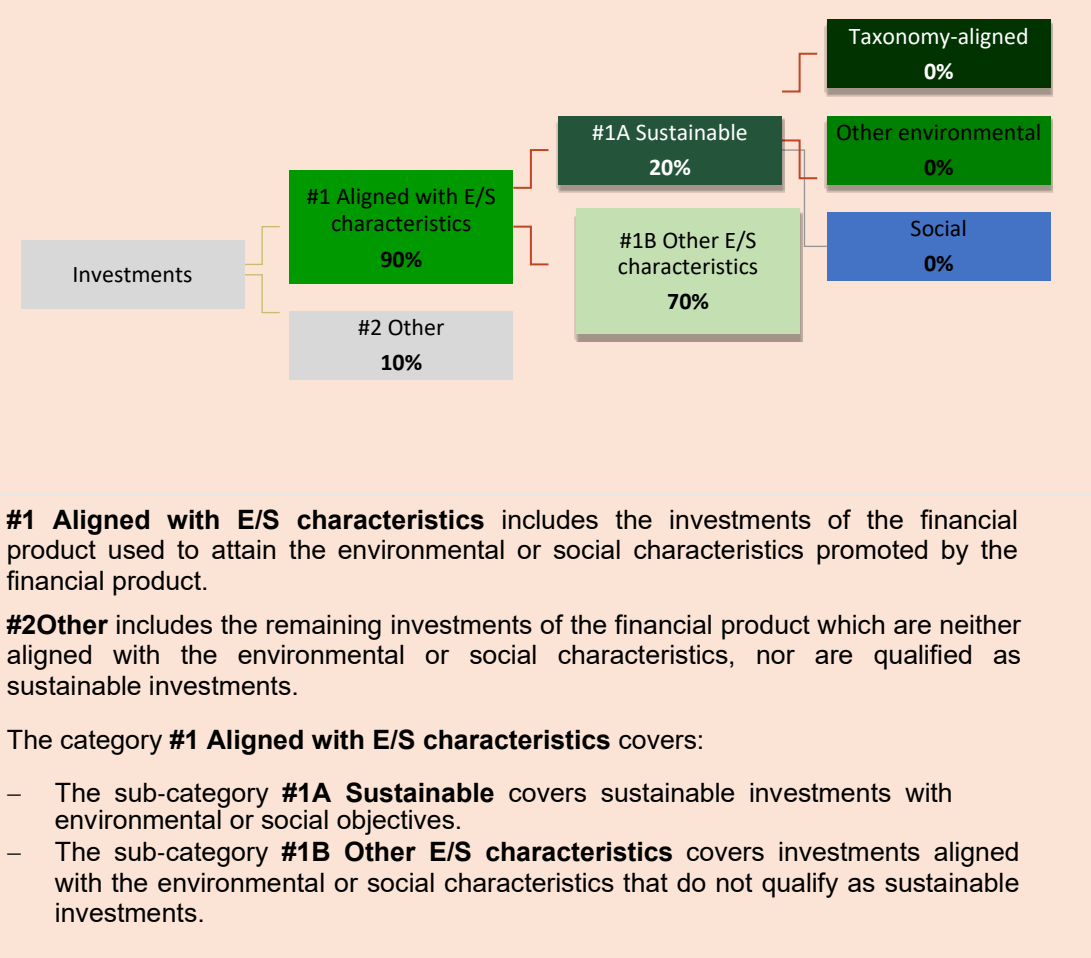 Investments
#1 Aligned with E/S
characteristics
90%
#2 Other
10%
#1A Sustainable
20%
#1B Other E/S
characteristics
70%
Taxonomy-aligned
0%
Other environmental
0%
Social
0%
#1 Aligned with E/S characteristics includes the investments of the financial
product used to attain the environmental or social characteristics promoted by the
financial product.
#2Other includes the remaining investments of the financial product which are neither
aligned with the environmental or social characteristics, nor are qualified as
sustainable investments.
The category #1 Aligned with E/S characteristics covers:
– The sub-category #1A Sustainable covers sustainable investments with
environmental or social objectives.
– The sub-category #1B Other E/S characteristics covers investments aligned
with the environmental or social characteristics that do not qualify as sustainable
investments.